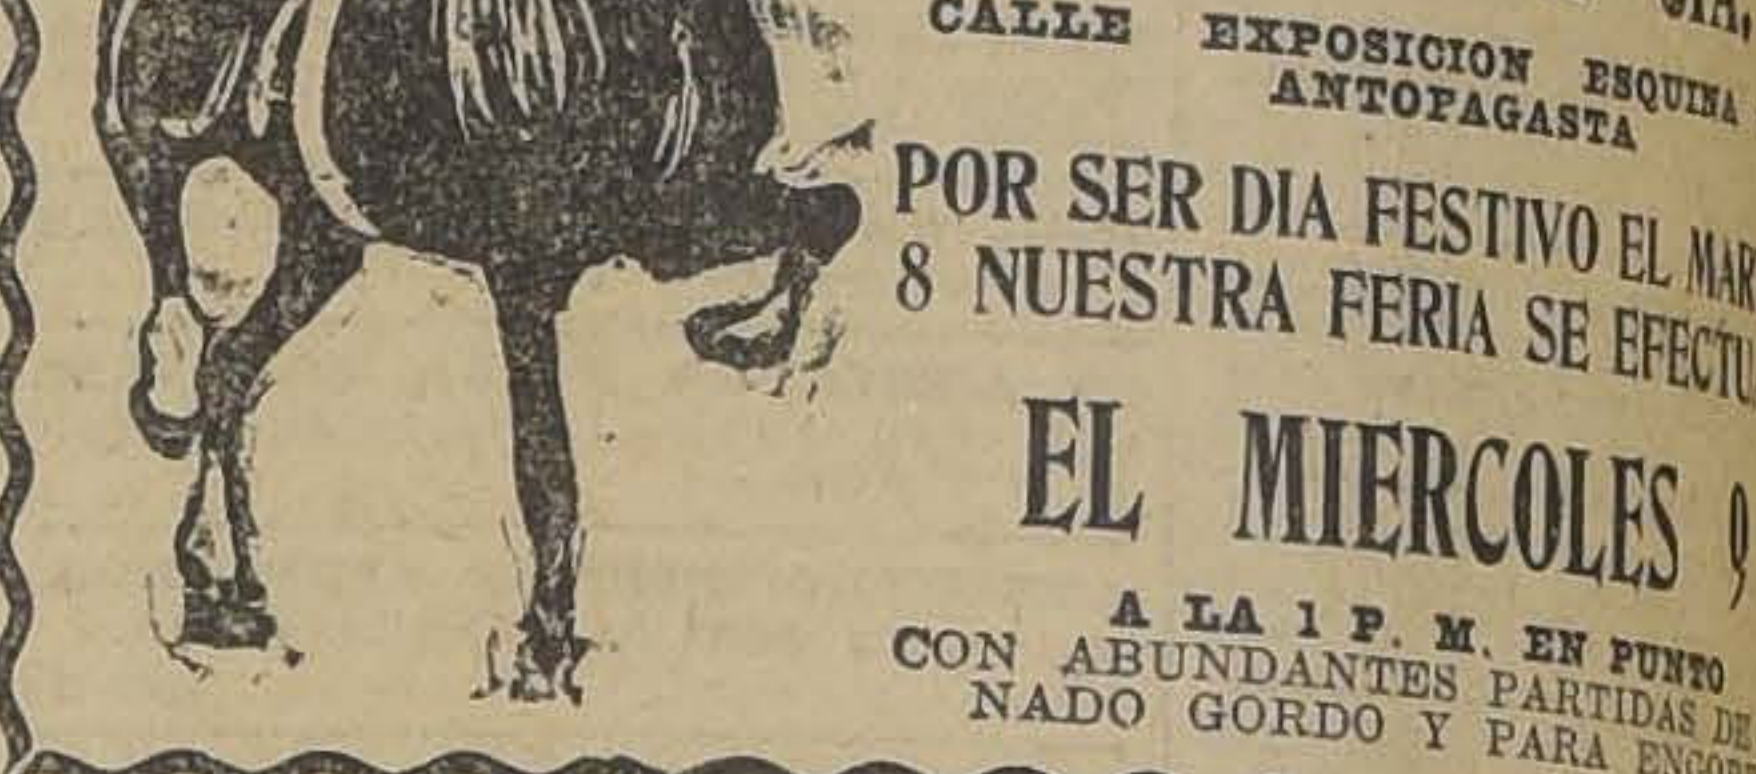 CALLE EXPOSICION ESQUINA
ANTOFAGASTA
POR SER DIA FESTIVO EL MAR
8 NUESTRA FERIA SE EFECTU
EL MIERCOLES 9
A LA 1 P. M. EN PUNTO
CON ABUNDANTES PARTIDAS DE
NADO GORDO Y PARA